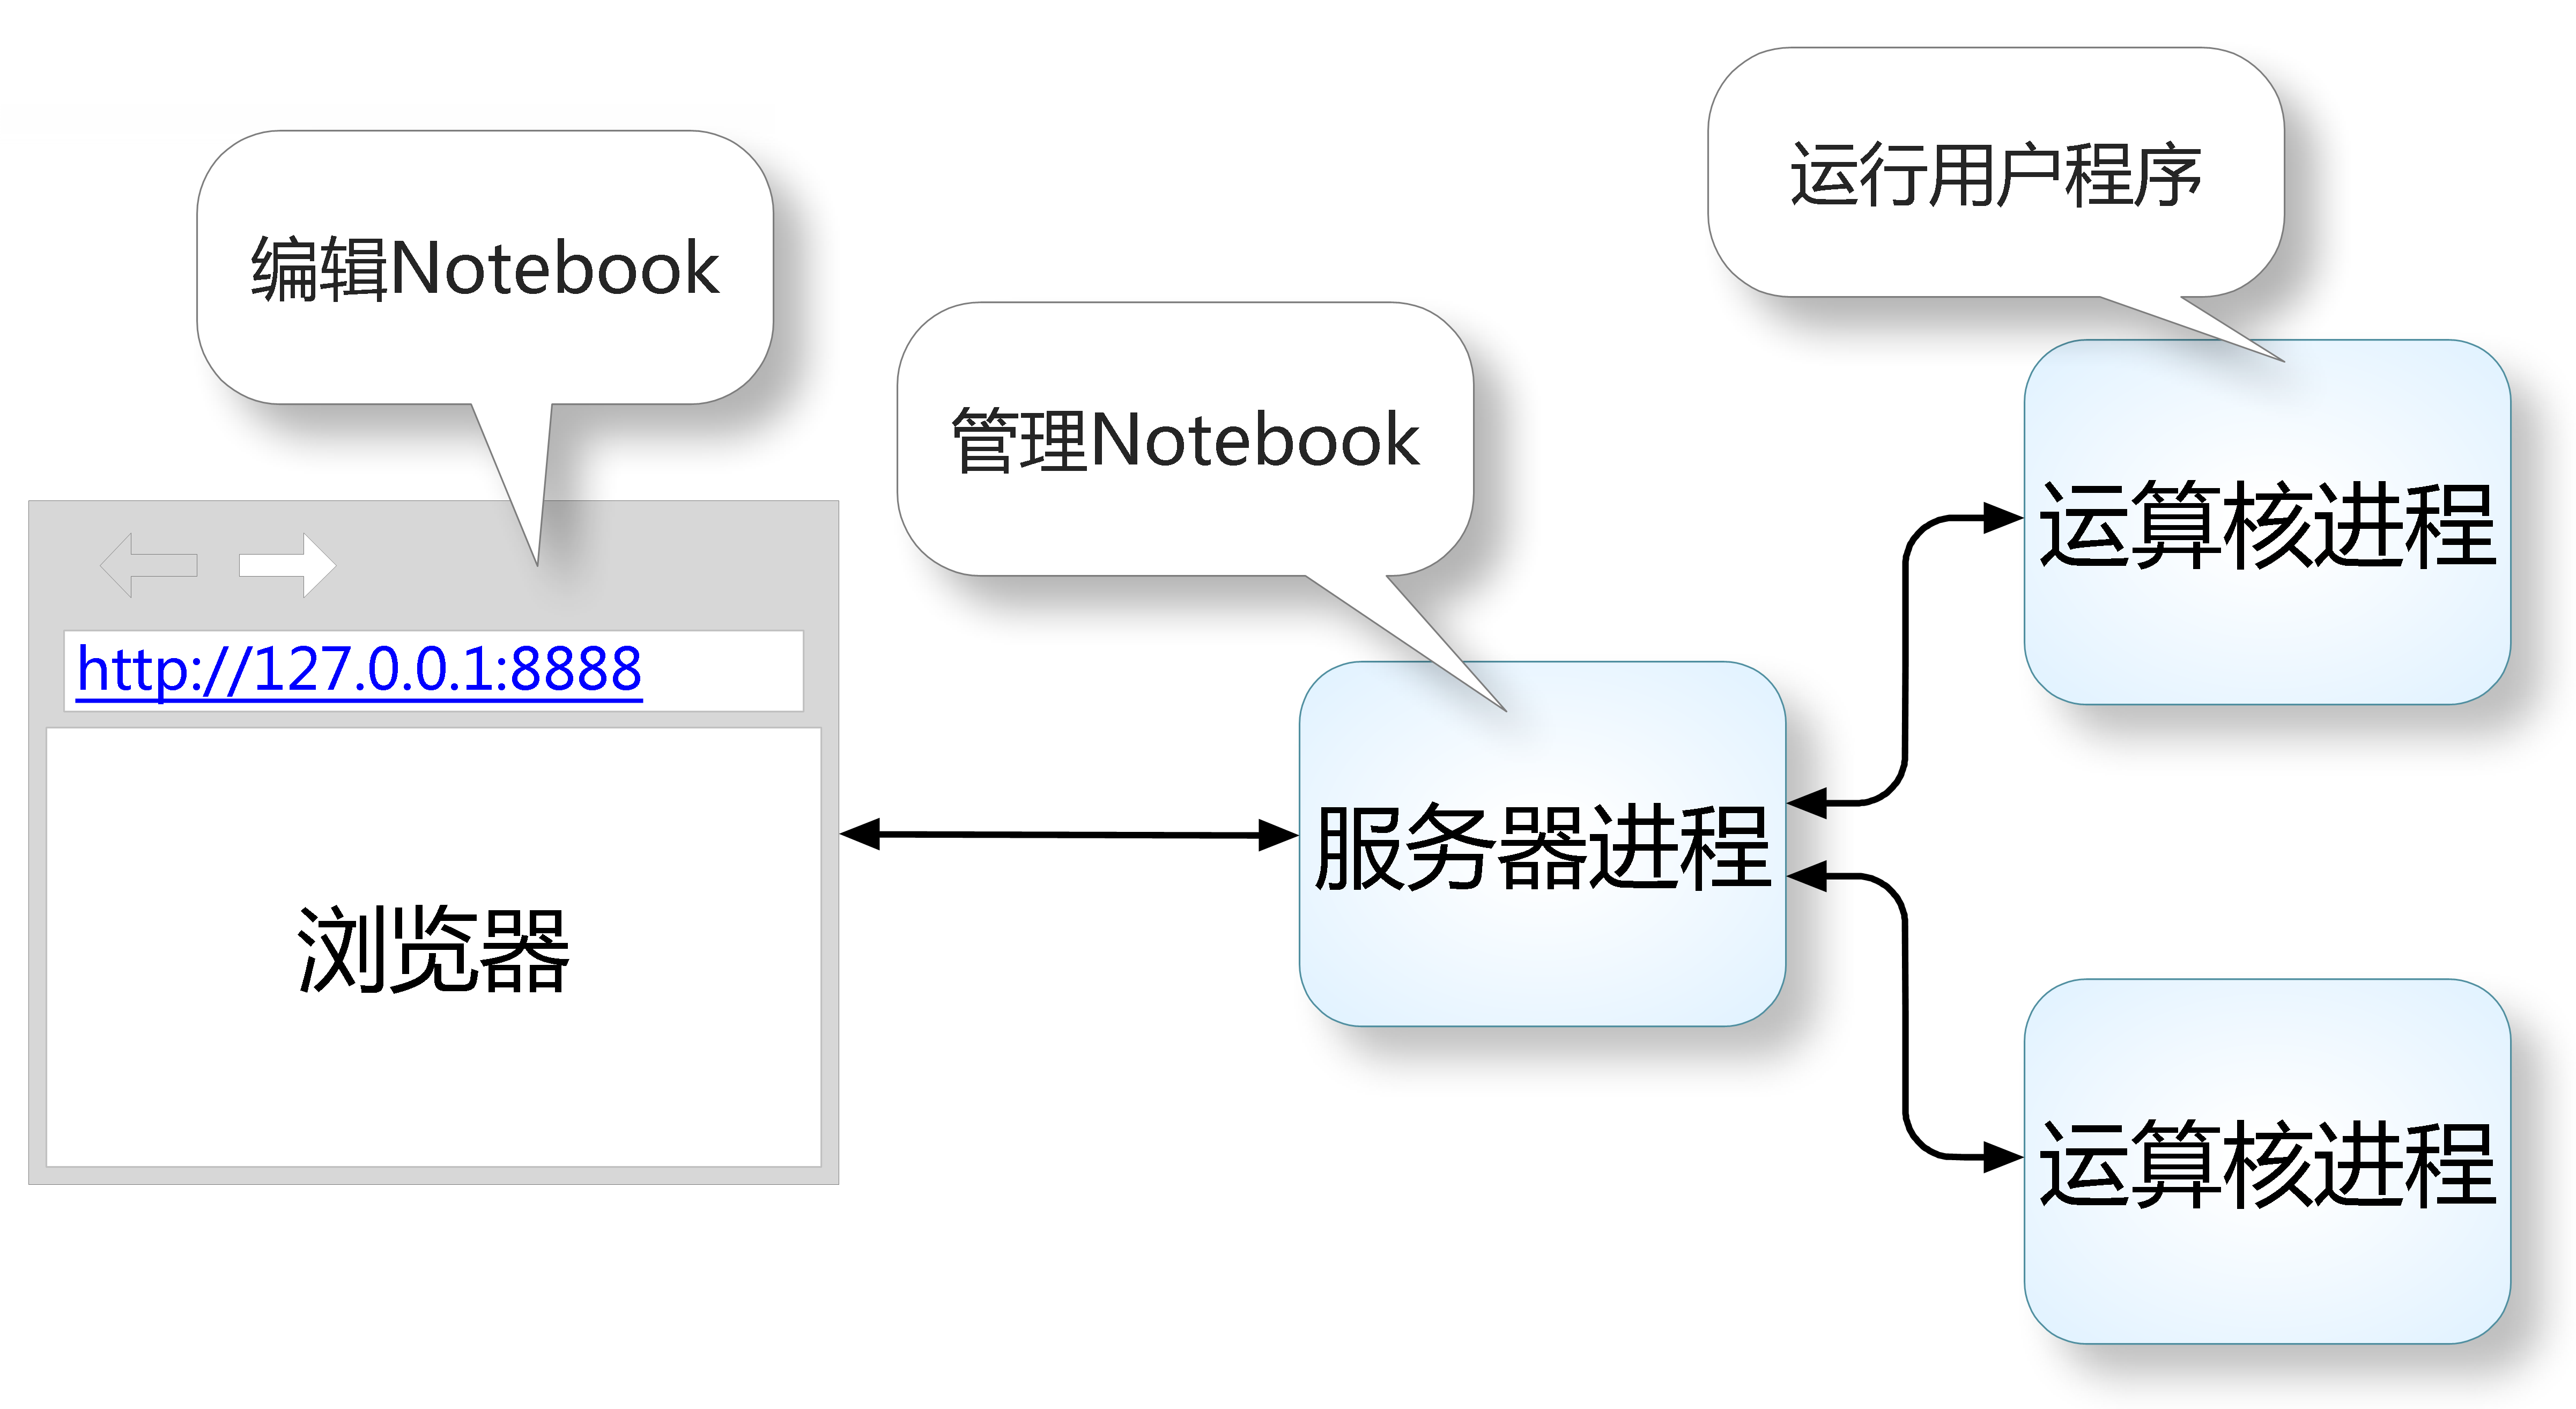 编辑Notebook
http://127.0.0.1:8888
浏览器
管理Notebook
服务器进程
运行用户程序
运算核进程
运算核进程